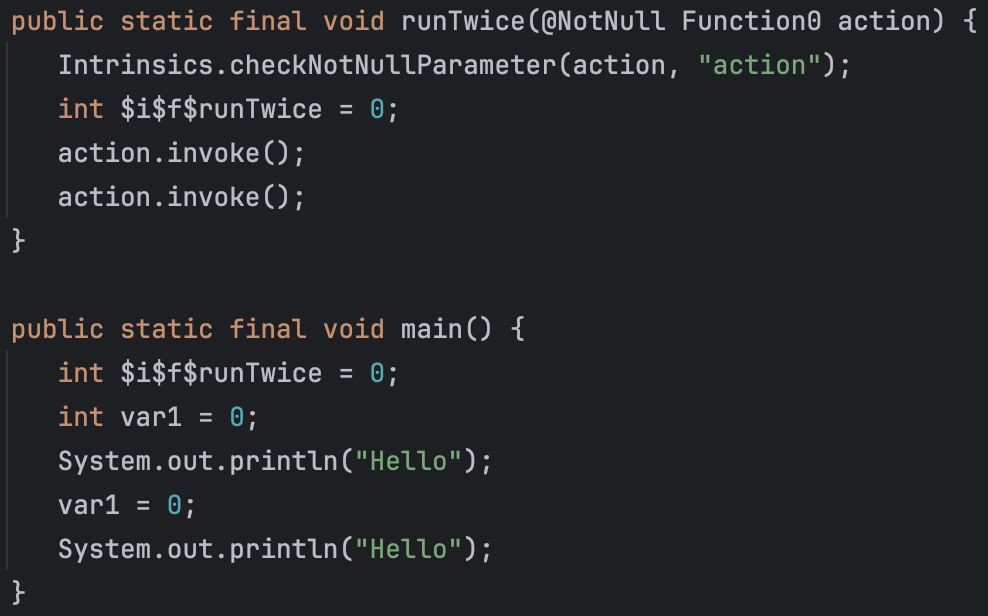 public static final void runTwice(@NotNull Function0 action) {
   Intrinsics.checkNotNullParameter(action, "action");
   int $i$f$runTwice = 0;
   action.invoke();
   action.invoke();
}

public static final void main() {
   int $i$f$runTwice = 0;
   int var1 = 0;
   System.out.println("Hello");
   var1 = 0;
   System.out.println("Hello");
}